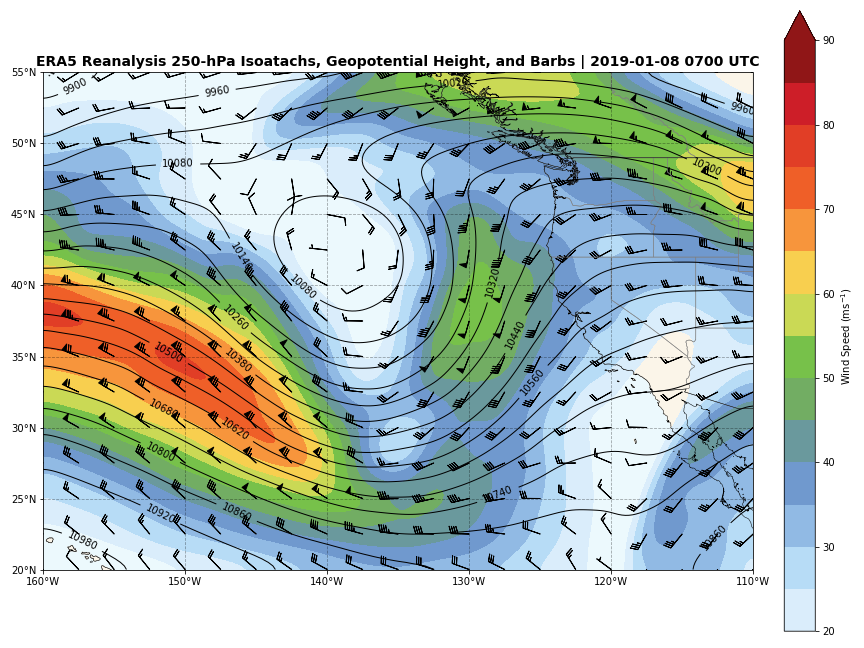 ERA5 Reanalysis 250-hPa Isoatachs, Geopotential Height, and Barbs | 2019-01-08 0700 UTC
55°N
50°N
45°N
40°N
35°N
30°N
25°N
20°N
160°W
150°W
140°W
130°W
120°W
110°W
9900
9960
9960
10080
10200
10080
10320
10260
10440
10500
10380
10560
10680
10620
10800
10740
10920
10860
10860
10980
90
80
70
60
50
40
30
20
Wind Speed (ms⁻¹)